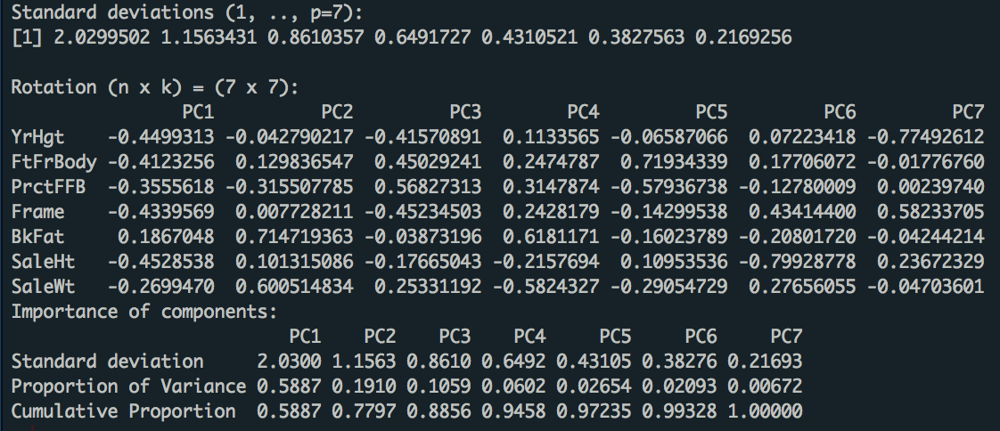 Standard deviations (1, .., p=7):
[1] 2.0299502 1.1563431 0.8610357 0.6491727 0.4310521 0.3827563 0.2169256

Rotation (n x k) = (7 x 7):
                PC1          PC2         PC3        PC4         PC5         PC6         PC7
YrHgt    -0.4499313 -0.042790217 -0.41570891  0.1133565 -0.06587066  0.07223418 -0.77492612
FtFrBody -0.4123256  0.129836547  0.45029241  0.2474787  0.71934339  0.17706072 -0.01776760
PrctFFB  -0.3555618 -0.315507785  0.56827313  0.3147874 -0.57936738 -0.12780009  0.00239740
Frame    -0.4339569  0.007728211 -0.45234503  0.2428179 -0.14299538  0.43414400  0.58233705
BkFat     0.1867048  0.714719363 -0.03873196  0.6181171 -0.16023789 -0.20801720 -0.04244214
SaleHt   -0.4528538  0.101315086 -0.17665043 -0.2157694  0.10953536 -0.79928778  0.23672329
SaleWt   -0.2699470  0.600514834  0.25331192 -0.5824327 -0.29054729  0.27656055 -0.04703601
Importance of components:
                          PC1    PC2    PC3    PC4     PC5     PC6     PC7
Standard deviation     2.0300 1.1563 0.8610 0.6492 0.43105 0.38276 0.21693
Proportion of Variance 0.5887 0.1910 0.1059 0.0602 0.02654 0.02093 0.00672
Cumulative Proportion  0.5887 0.7797 0.8856 0.9458 0.97235 0.99328 1.00000